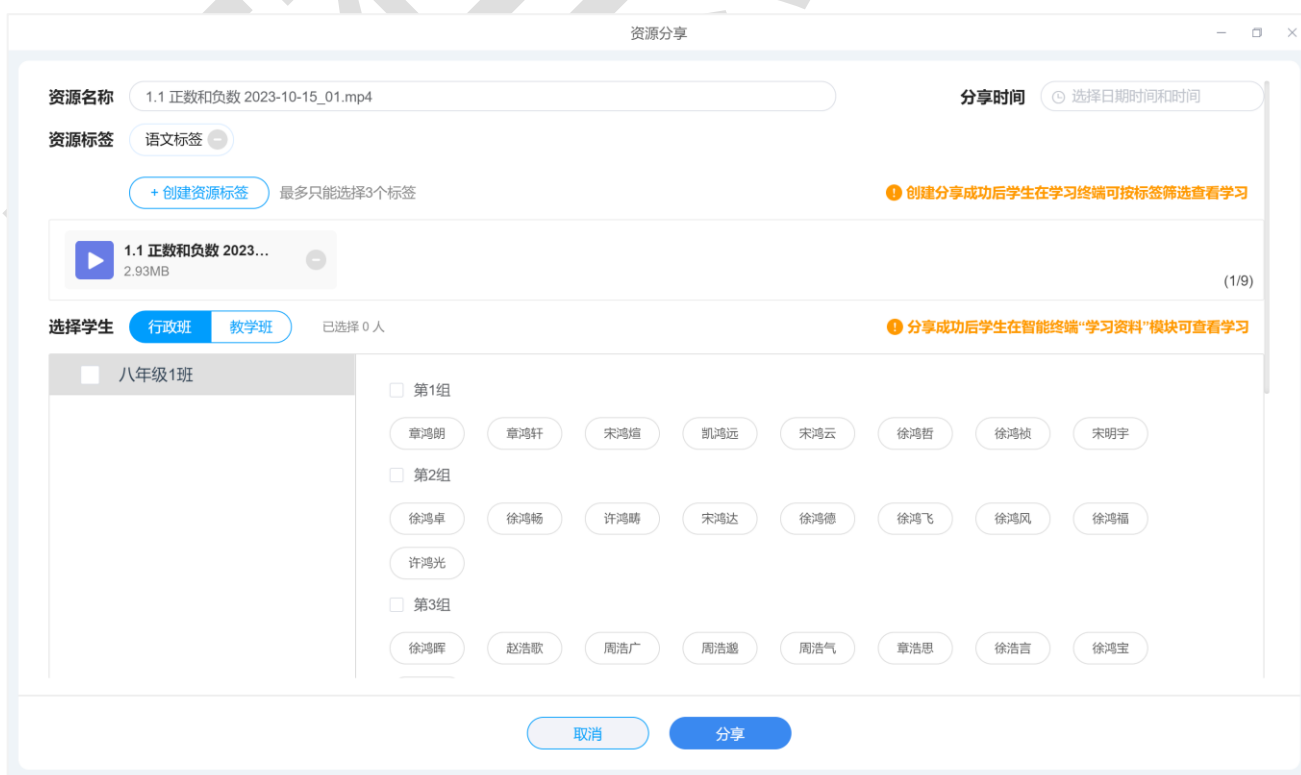 资源分享
资源名称 1.1 正数和负数 2023-10-15_01.mp4 分享时间 选择日期时间和时间
资源标签 语文标签
+ 创建资源标签 最多只能选择3个标签 创建分享成功后学生在学习终端可按标签筛选查看学习
1.1 正数和负数 2023...
2.93MB
(1/9)
选择学生 行政班 教学班 已选择 0 人 分享成功后学生在智能终端“学习资料”模块可查看学习
八年级1班
第1组
章鸿朗 章鸿轩 宋鸿煊 凯鸿远 宋鸿云 徐鸿哲 徐鸿祯 宋明宇
第2组
徐鸿卓 徐鸿畅 许鸿畴 宋鸿达 徐鸿德 徐鸿飞 徐鸿风 徐鸿福
许鸿光
第3组
徐鸿晖 赵浩歌 周浩广 周浩邈 周浩气 章浩思 徐浩言 徐鸿宝
取消 分享